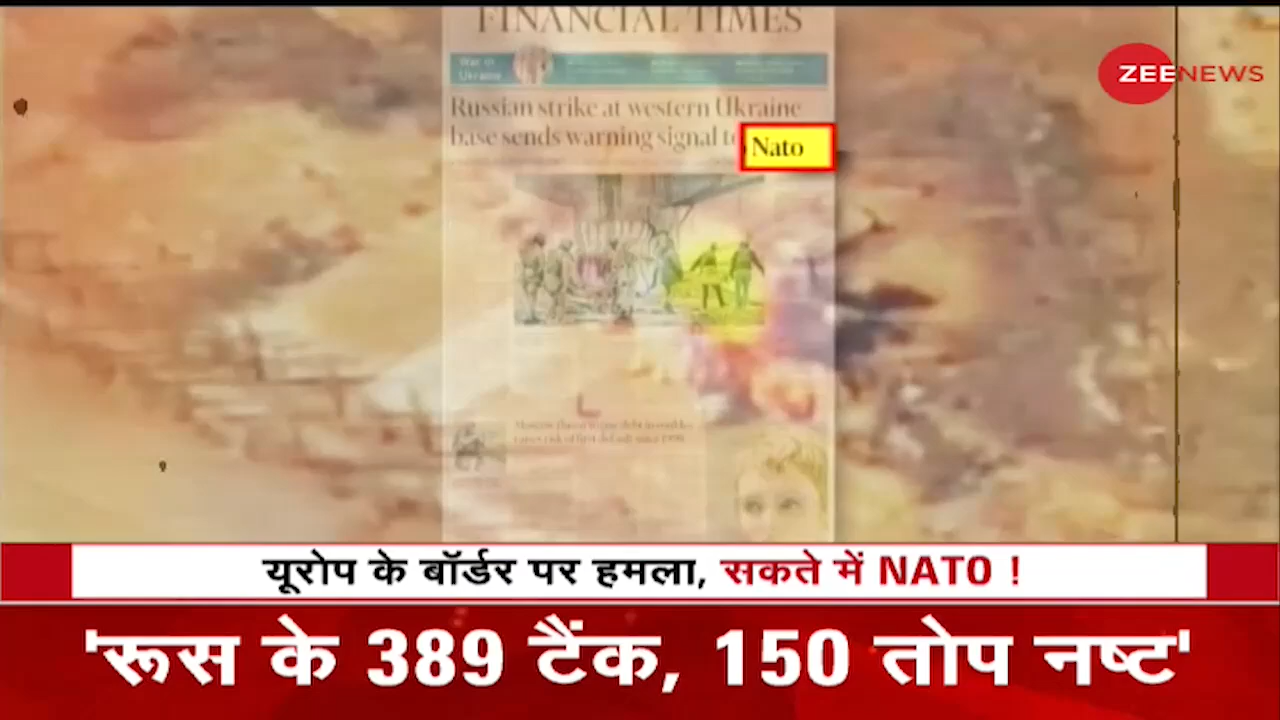 FINANCIAL TIMES
ZEENEWS
War in
Ukraine
Russian strike at western Ukraine
base sends warning signal to Nato
यूरोप के बॉर्डर पर हमला, सकते में NATO !
'रूस के 389 टैंक, 150 तोप नष्ट'